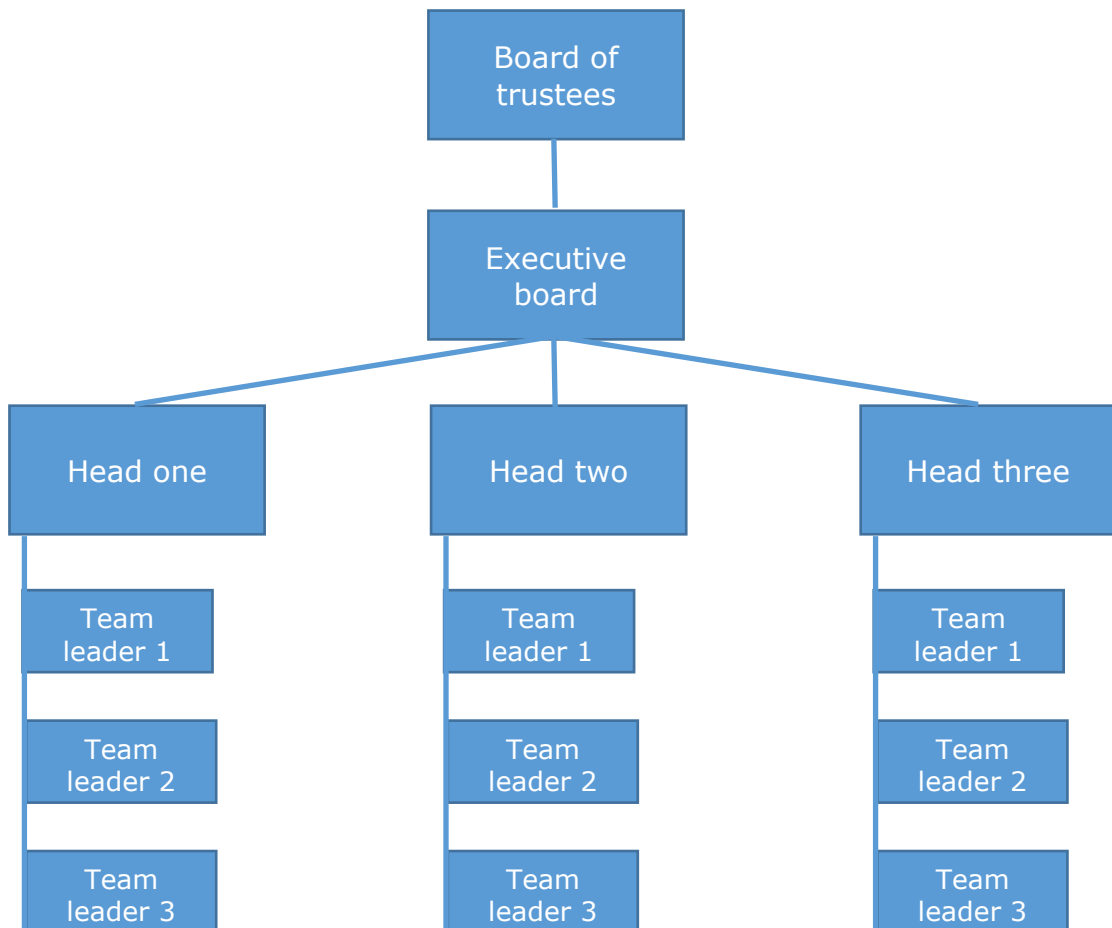 Board of
trustees
Executive
board
Head one
Head two
Head three
Team
leader 1
Team
leader 1
Team
leader 1
Team
leader 2
Team
leader 2
Team
leader 2
Team
leader 3
Team
leader 3
Team
leader 3